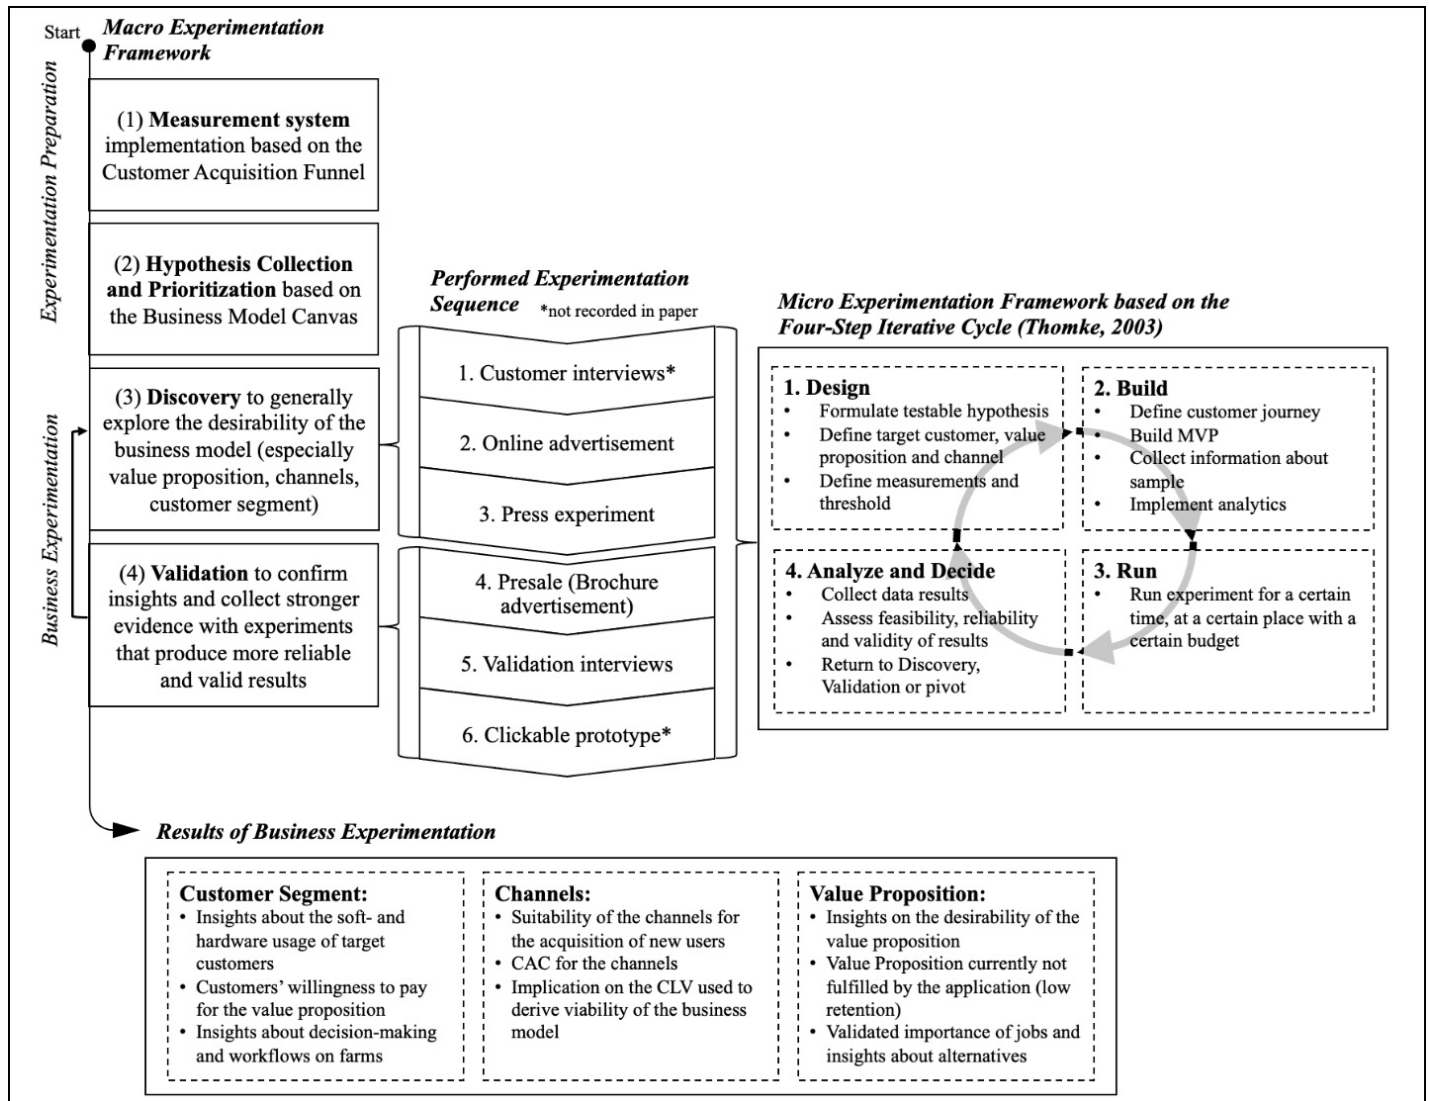 Start
Macro Experimentation
Framework
Experimentation Preparation
(1) Measurement system
implementation based on the
Customer Acquisition Funnel
(2) Hypothesis Collection
and Prioritization based on
the Business Model Canvas
Business Experimentation
(3) Discovery to generally
explore the desirability of the
business model (especially
value proposition, channels,
customer segment)
(4) Validation to confirm
insights and collect stronger
evidence with experiments
that produce more reliable
and valid results
Performed Experimentation
Sequence *not recorded in paper
1. Customer interviews*
2. Online advertisement
3. Press experiment
4. Presale (Brochure
advertisement)
5. Validation interviews
6. Clickable prototype*
Micro Experimentation Framework based on the
Four-Step Iterative Cycle (Thomke, 2003)
1. Design
• Formulate testable hypothesis
• Define target customer, value
proposition and channel
• Define measurements and
threshold
2. Build
• Define customer journey
• Build MVP
• Collect information about
sample
• Implement analytics
4. Analyze and Decide
• Collect data results
• Assess feasibility, reliability
and validity of results
• Return to Discovery,
Validation or pivot
3. Run
• Run experiment for a certain
time, at a certain place with a
certain budget
Results of Business Experimentation
Customer Segment:
• Insights about the soft- and
hardware usage of target
customers
• Customers' willingness to pay
for the value proposition
• Insights about decision-making
and workflows on farms
Channels:
• Suitability of the channels for
the acquisition of new users
• CAC for the channels
• Implication on the CLV used to
derive viability of the business
model
Value Proposition:
• Insights on the desirability of the
value proposition
• Value Proposition currently not
fulfilled by the application (low
retention)
• Validated importance of jobs and
insights about alternatives